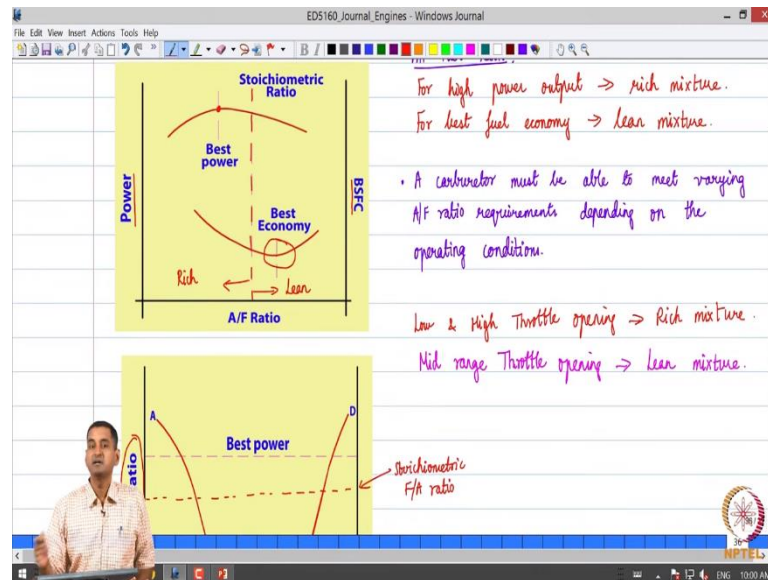 ED5160_Journal_Engines - Windows Journal
File Edit View Insert Actions Tools Help
B I
Stoichiometric
Ratio
Best
power
Power
BSFC
Best
Economy
Rich
Lean
A/F Ratio
For high power output → rich mixture.
For best fuel economy → lean mixture.
• A carburetor must be able to meet varying
A/F ratio requirements depending on the
operating conditions.
Low & High Throttle opening → Rich mixture.
Mid range Throttle opening → Lean mixture.
A
D
Best power
atio
Stoichiometric
F/A ratio
36
NPTEL
ENG 10:00 AM